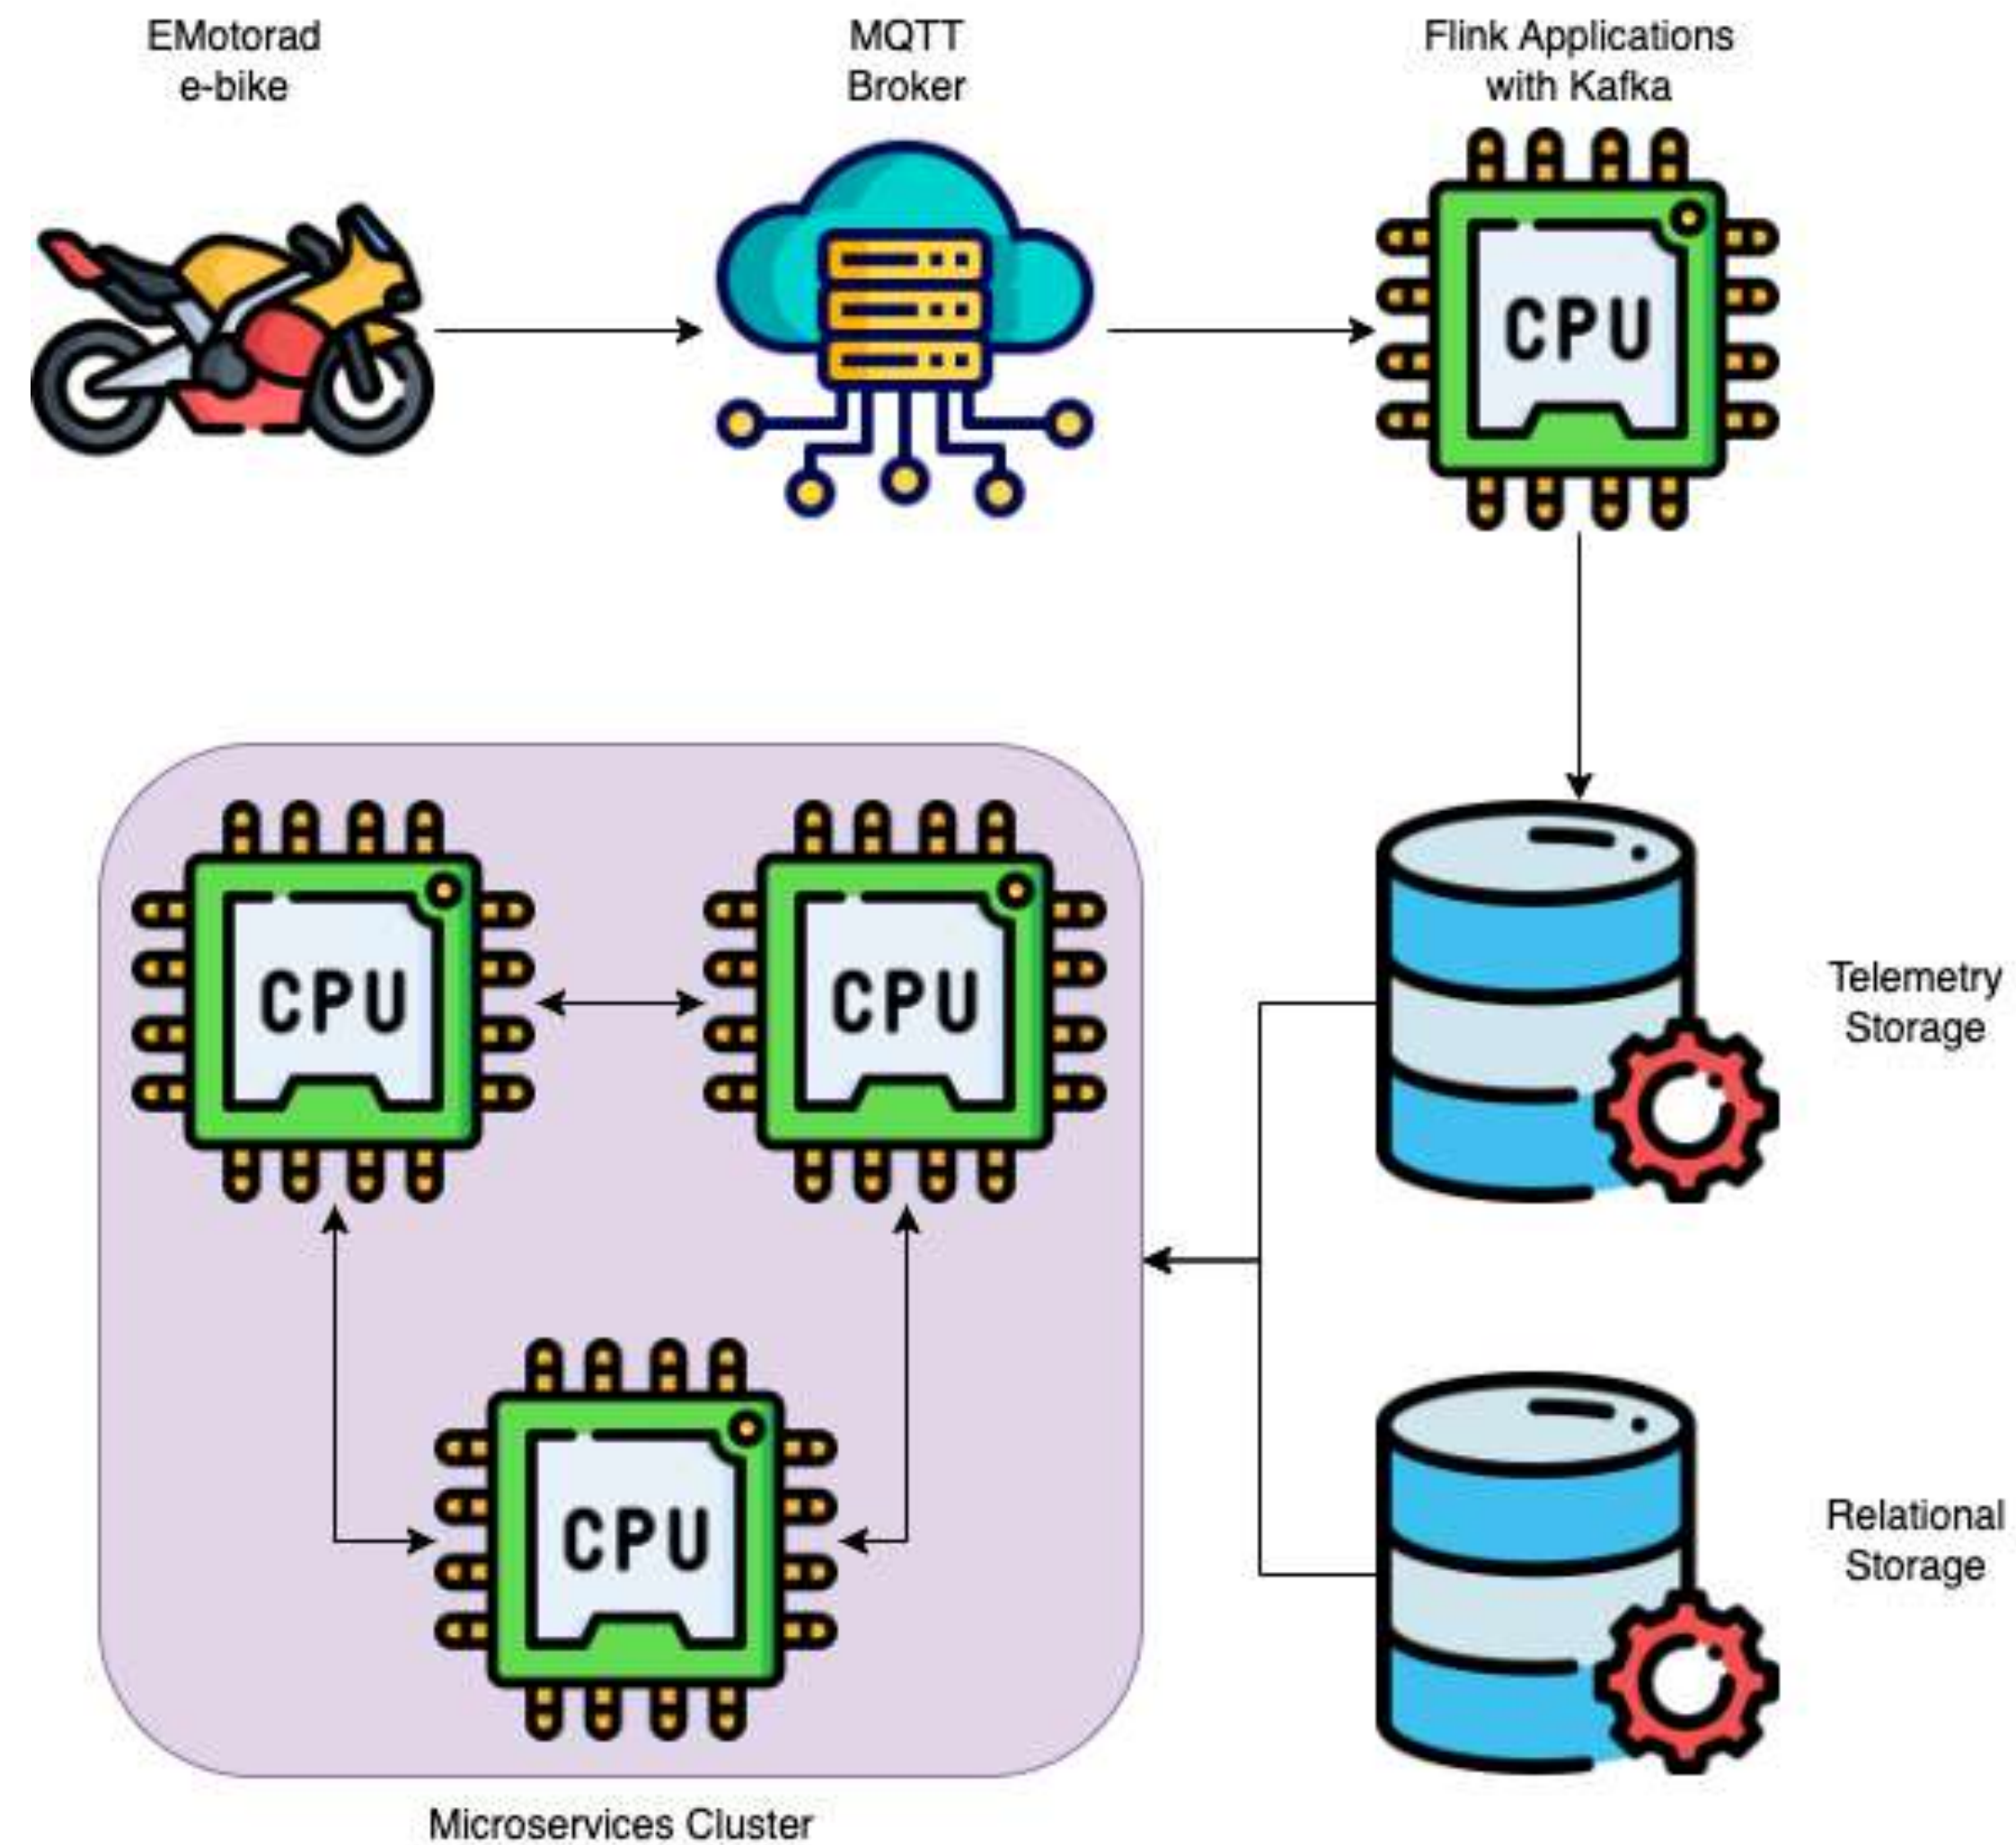 EMotorad
e-bike
MQTT
Broker
Flink Applications
with Kafka
CPU
CPU
CPU
Telemetry
Storage
CPU
Relational
Storage
Microservices Cluster